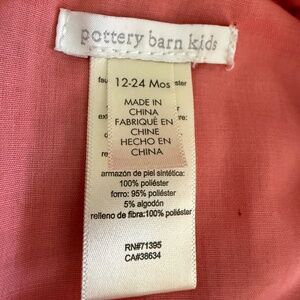 pottery barn kids
12-24 Mos
MADE IN
CHINA
FABRIQUÉ EN
CHINE
HECHO EN
CHINA
armazón de piel sintética:
100% poliéster
forro: 95% poliéster
5% algodón
relleno de fibra:100% poliéster
RN#71395
CA#38634